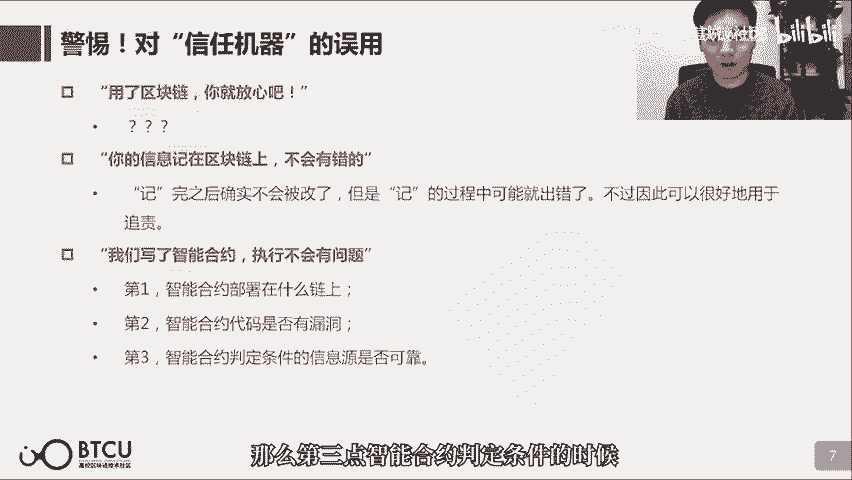 警惕！对“信任机器”的误用
bilibili
“用了区块链，你就放心吧！”
？？？
“你的信息记在区块链上，不会有错的”
“记”完之后确实不会被改了，但是“记”的过程中可能就出错了。不过因此可以很好地用于
追责。
“我们写了智能合约，执行不会有问题”
第1，智能合约部署在什么链上；
第2，智能合约代码是否有漏洞；
第3，智能合约判定条件的信息源是否可靠。
BTCU
高校区块链技术社区
那么第三点智能合约判定条件的时候
7